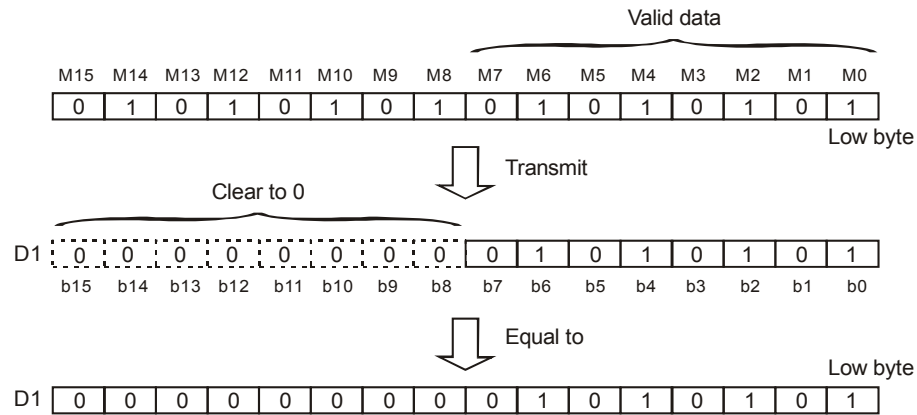 Valid data
M15 M14 M13 M12 M11 M10 M9 M8 M7 M6 M5 M4 M3 M2 M1 M0
0 1 0 1 0 1 0 1 0 1 0 1 0 1 0 1
Low byte
Transmit
Clear to 0
D1 0 0 0 0 0 0 0 0 0 1 0 1 0 1 0 1
b15 b14 b13 b12 b11 b10 b9 b8 b7 b6 b5 b4 b3 b2 b1 b0
Equal to
Low byte
D1 0 0 0 0 0 0 0 0 0 1 0 1 0 1 0 1